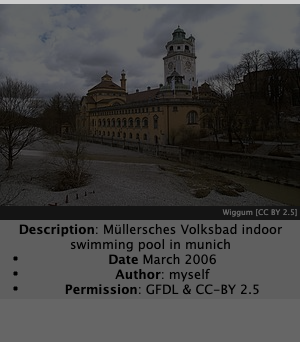 Wiggum [CC BY 2.5]
Description: Müllersches Volksbad indoor
swimming pool in munich
• Date March 2006
• Author: myself
• Permission: GFDL & CC-BY 2.5